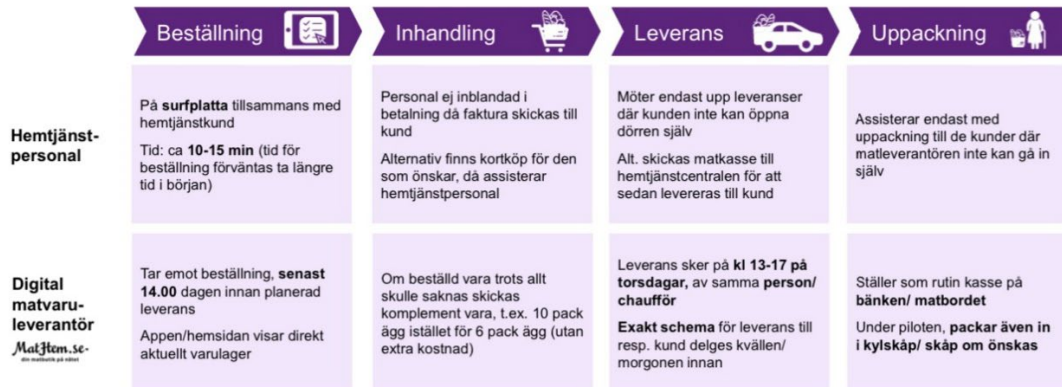 Beställning
Inhandling
Leverans
Uppackning
Hemtjänst-
personal
På surfplatta tillsammans med
hemtjänstkund
Tid: ca 10-15 min (tid för
beställning förväntas ta längre
tid i början)
Personal ej inblandad i
betalning då faktura skickas till
kund
Alternativ finns kortköp för den
som önskar, då assisterar
hemtjänstpersonal
Möter endast upp leveranser
där kunden inte kan öppna
dörren själv
Alt. skickas matkasse till
hemtjänstcentralen för att
sedan levereras till kund
Assisterar endast med
uppackning till de kunder där
matleverantören inte kan gå in
själv
Digital
matvaru-
leverantör
MatHem.se
din matbutik på nätet
Tar emot beställning, senast
14.00 dagen innan planerad
leverans
Appen/hemsidan visar direkt
aktuellt varulager
Om beställd vara trots allt
skulle saknas skickas
komplement vara, t.ex. 10 pack
ägg istället för 6 pack ägg (utan
extra kostnad)
Leverans sker på kl 13-17 på
torsdagar, av samma person/
chaufför
Exakt schema för leverans till
resp. kund delges kvällen/
morgonen innan
Ställer som rutin kasse på
bänken/ matbordet
Under piloten, packar även in
i kylskåp/ skåp om önskas